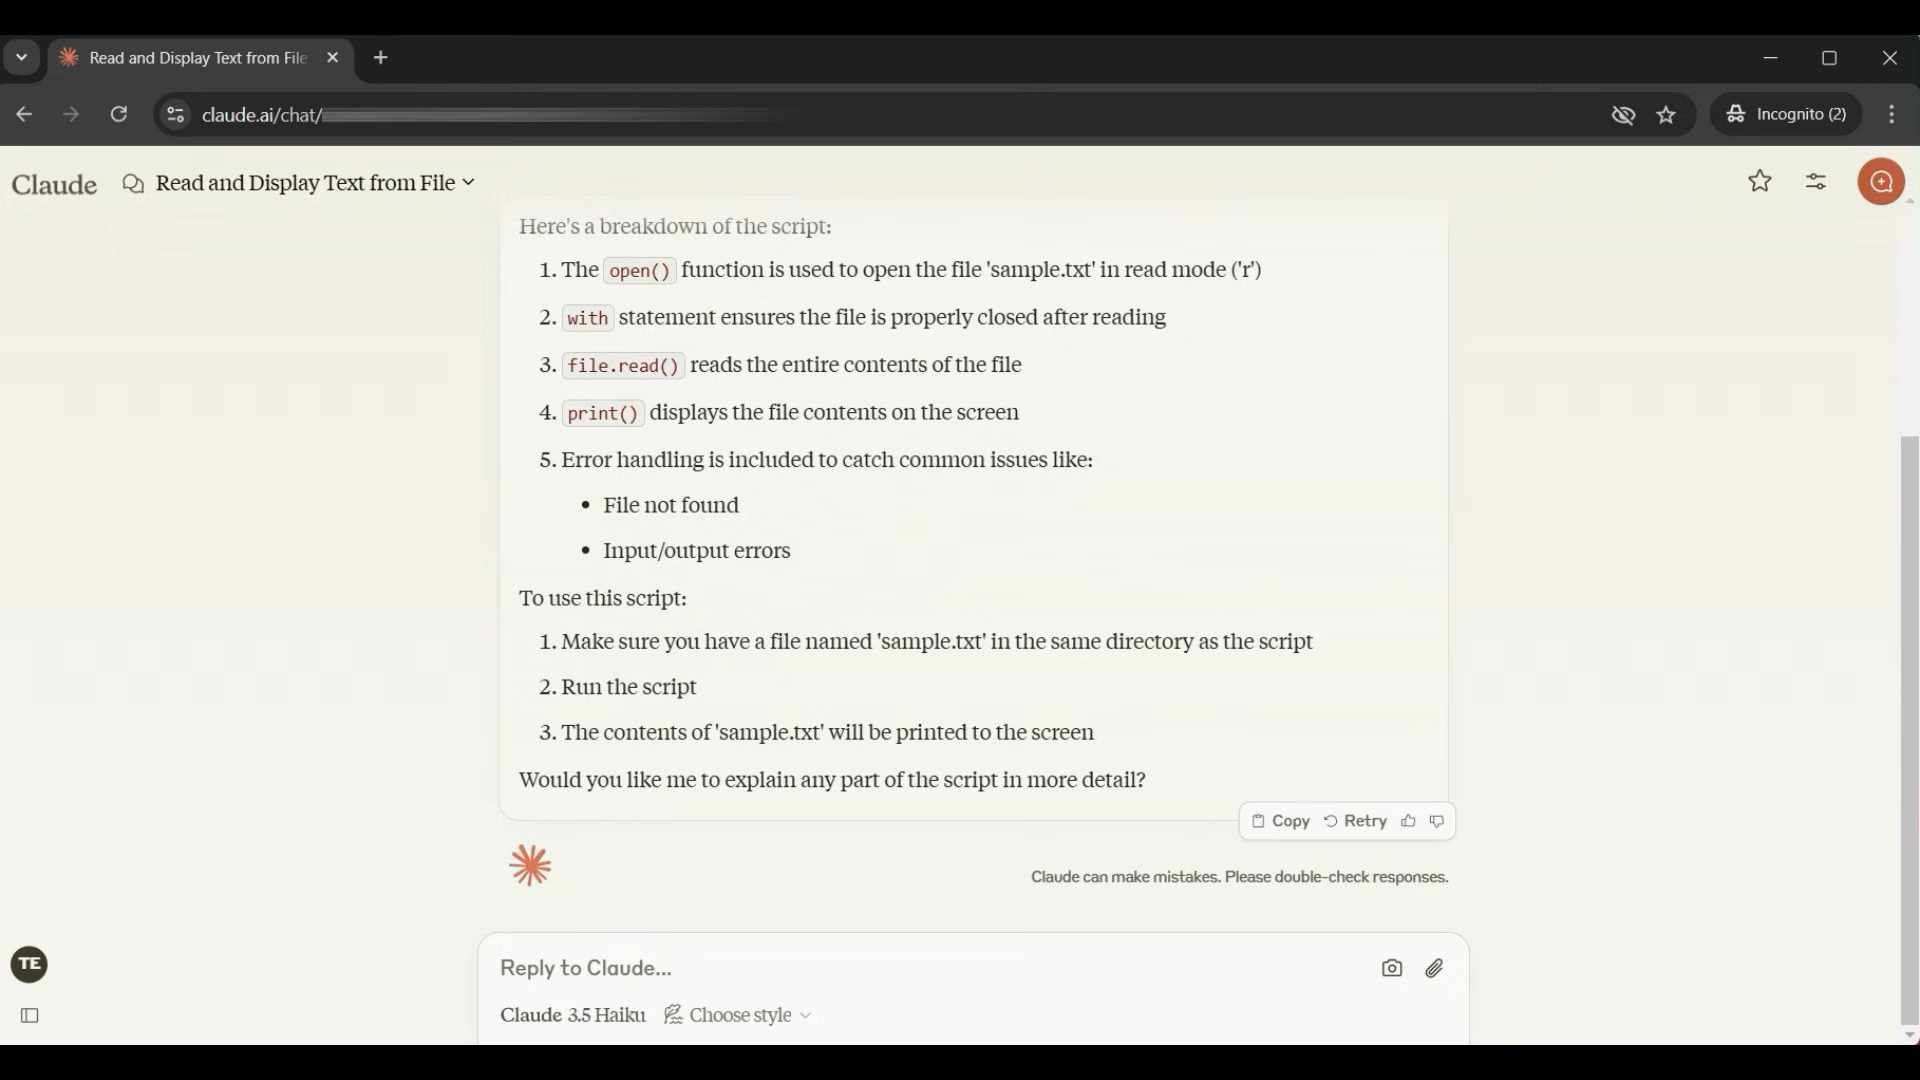 Read and Display Text from File
claude.ai/chat/
Incognito (2)
Claude
Read and Display Text from File
Here's a breakdown of the script:
1. The open() function is used to open the file 'sample.txt' in read mode ('r')
2. with statement ensures the file is properly closed after reading
3. file.read() reads the entire contents of the file
4. print() displays the file contents on the screen
5. Error handling is included to catch common issues like:
• File not found
• Input/output errors
To use this script:
1. Make sure you have a file named 'sample.txt' in the same directory as the script
2. Run the script
3. The contents of 'sample.txt' will be printed to the screen
Would you like me to explain any part of the script in more detail?
Copy Retry
Claude can make mistakes. Please double-check responses.
TE
Reply to Claude...
Claude 3.5 Haiku Choose style